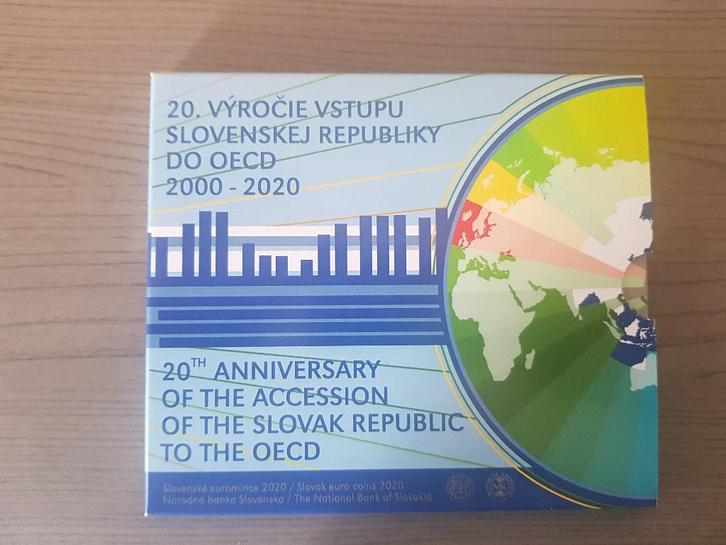 20. VÝROČIE VSTUPU
SLOVENSKEJ REPUBLIKY
DO OECD
2000 - 2020
20TH ANNIVERSARY
OF THE ACCESSION
OF THE SLOVAK REPUBLIC
TO THE OECD
Slovenské euromince 2020 / Slovak euro coins 2020
Národná banka Slovenska / The National Bank of Slovakia